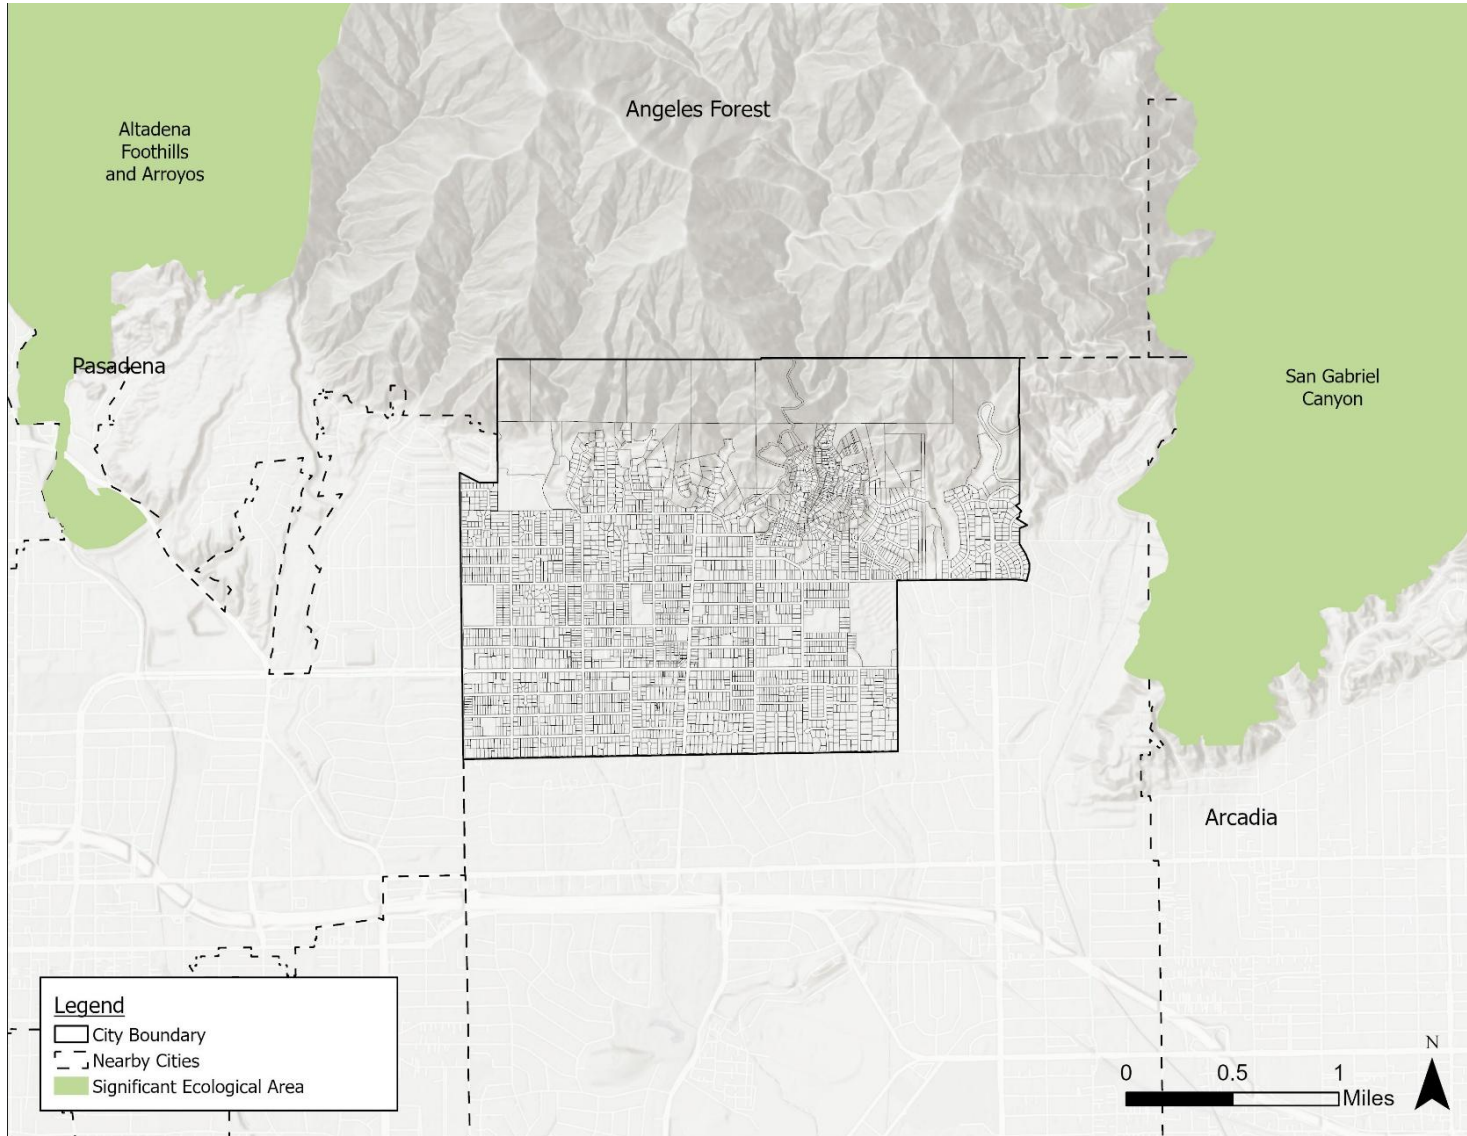 Angeles Forest
Altadena
Foothills
and Arroyos
Pasadena
San Gabriel
Canyon
Arcadia
Legend
City Boundary
Nearby Cities
Significant Ecological Area
N
0 0.5 1
Miles